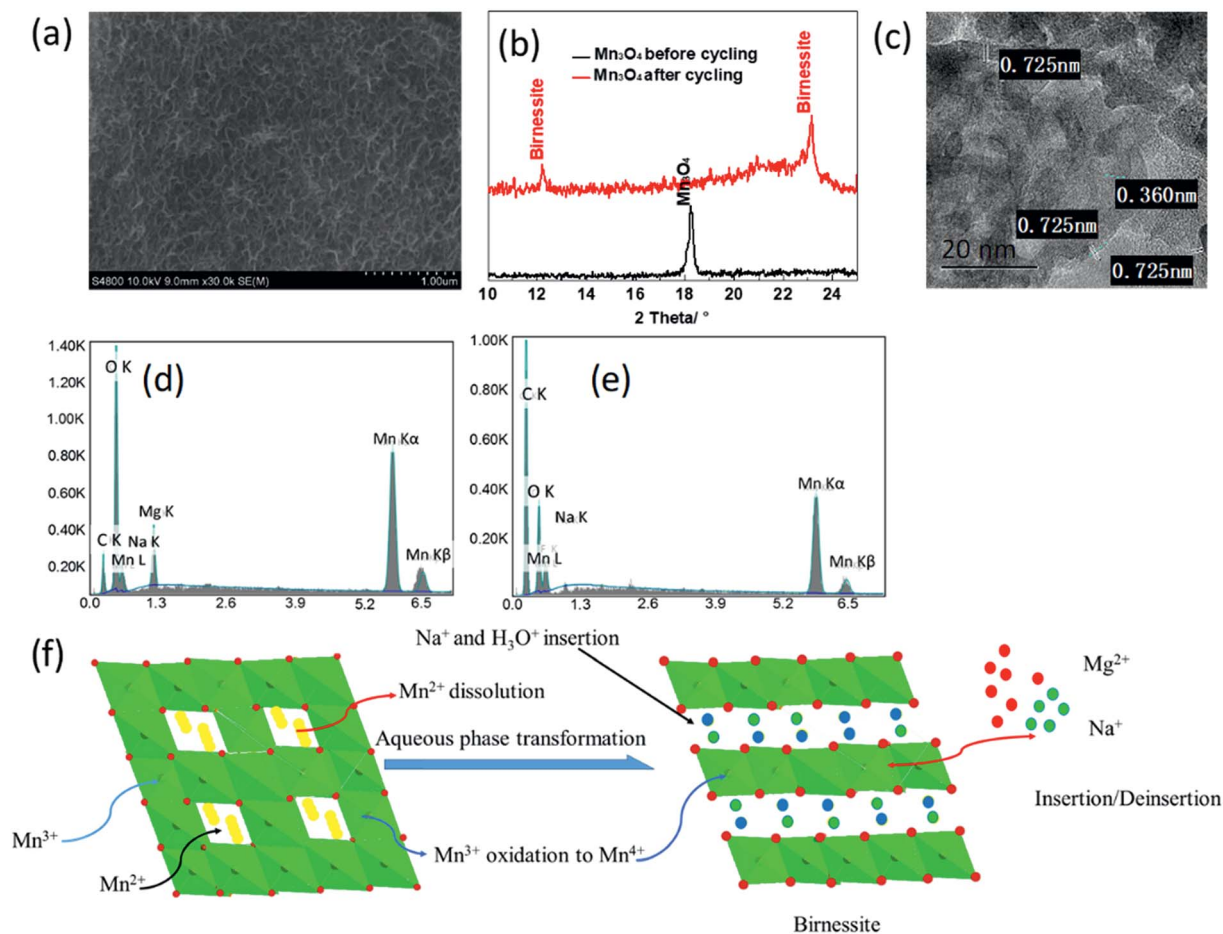 (a)
S4800 10.0kV 9.0mm x30.0k SE(M)
1.00um
(b)
Mn₃O₄ before cycling
Mn₃O₄ after cycling
Birnessite
Birnessite
Mn₃O₄
10 12 14 16 18 20 22 24
2 Theta/ °
(c)
0.725nm
0.360nm
0.725nm
0.725nm
20 nm
(d)
1.40K
1.20K
1.00K
0.80K
0.60K
0.40K
0.20K
O K
C K
Mn L
Na K
Mg K
Mn Kα
Mn Kβ
0.0 1.3 2.6 3.9 5.2 6.5
(e)
1.00K
0.80K
0.60K
0.40K
0.20K
C K
O K
Mn L
Na K
Mn Kα
Mn Kβ
0.0 1.3 2.6 3.9 5.2 6.5
(f)
Na⁺ and H₃O⁺ insertion
Mn²⁺ dissolution
Aqueous phase transformation
Mn³⁺
Mn²⁺
Mn³⁺ oxidation to Mn⁴⁺
Mg²⁺
Na⁺
Insertion/Deinsertion
Birnessite